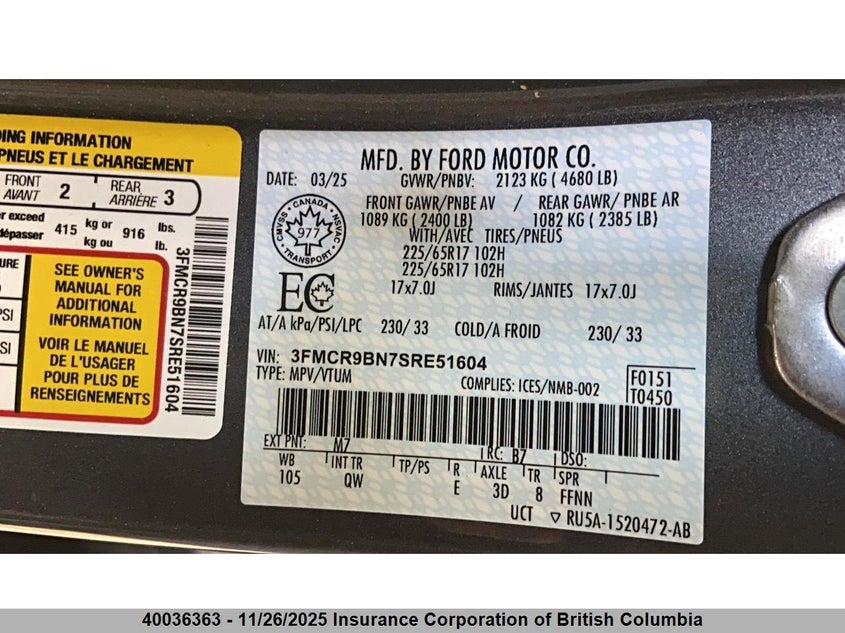 DING INFORMATION
PNEUS ET LE CHARGEMENT
FRONT
AVANT 2 REAR
ARRIÈRE 3
r exceed
dépasser 415 kg or
kg ou 916 lbs.
lb.
SEE OWNER'S
MANUAL FOR
ADDITIONAL
INFORMATION
VOIR LE MANUEL
DE L'USAGER
POUR PLUS DE
RENSEIGNEMENTS
3FMCR9BN7SRE51604
MFD. BY FORD MOTOR CO.
DATE: 03/25 GVWR/PNBV: 2123 KG ( 4680 LB)
FRONT GAWR/PNBE AV / REAR GAWR/ PNBE AR
1089 KG ( 2400 LB) 1082 KG ( 2385 LB)
WITH/AVEC TIRES/PNEUS
225/65R17 102H
225/65R17 102H
17x7.0J RIMS/JANTES 17x7.0J
CANADA
CMVSS NSVAC
977
TRANSPORT
EC
AT/A kPa/PSI/LPC 230/ 33 COLD/A FROID 230/ 33
VIN: 3FMCR9BN7SRE51604
TYPE: MPV/VTUM COMPLIES: ICES/NMB-002
F0151
T0450
EXT PNT: M7 RC: B7 DSO:
WB INT TR TP/PS R AXLE TR SPR
105 QW E 3D 8 FFNN
UCT ▽ RU5A-1520472-AB
40036363 - 11/26/2025 Insurance Corporation of British Columbia